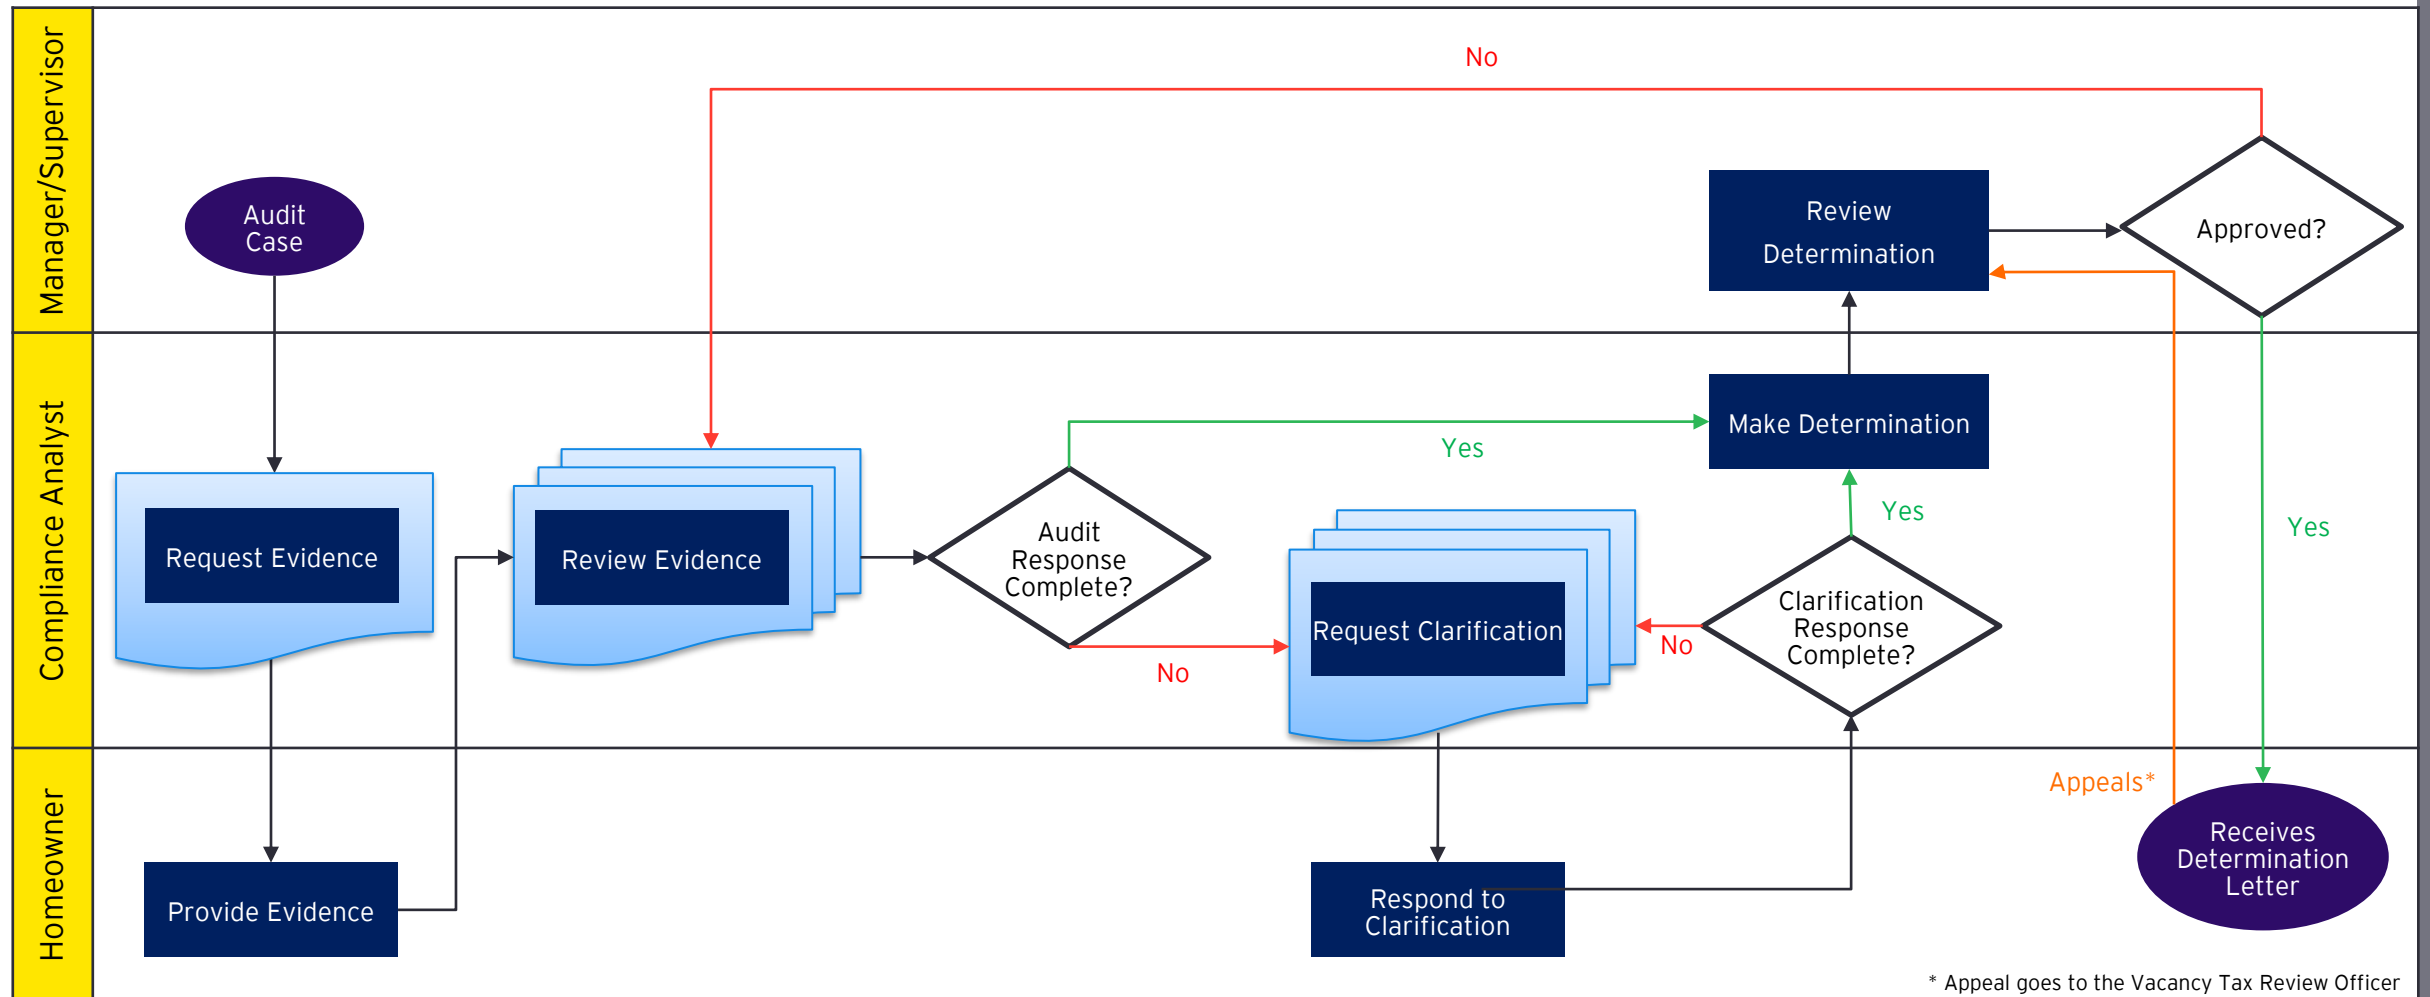 Manager/Supervisor
No
Audit
Case
Review
Determination
Approved?
Compliance Analyst
Request Evidence
Review Evidence
Audit
Response
Complete?
Yes
No
Request Clarification
Make Determination
Yes
Clarification
Response
Complete?
No
Yes
Homeowner
Provide Evidence
Respond to
Clarification
Appeals*
Receives
Determination
Letter
* Appeal goes to the Vacancy Tax Review Officer